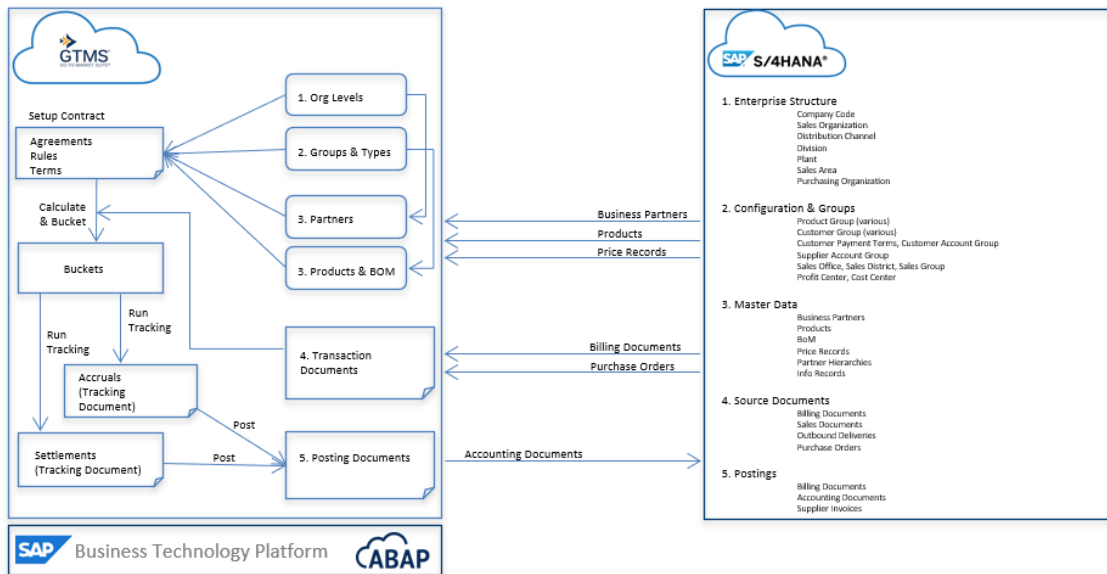 GTMS
GO-TO-MARKET SUITE
Setup Contract
Agreements
Rules
Terms
Calculate
& Bucket
Buckets
Run
Tracking
Run
Tracking
Accruals
(Tracking
Document)
Settlements
(Tracking Document)
Post
Post
1. Org Levels
2. Groups & Types
3. Partners
3. Products & BOM
4. Transaction
Documents
5. Posting Documents
Business Partners
Products
Price Records
Billing Documents
Purchase Orders
Accounting Documents
SAP S/4HANA®
1. Enterprise Structure
Company Code
Sales Organization
Distribution Channel
Division
Plant
Sales Area
Purchasing Organization
2. Configuration & Groups
Product Group (various)
Customer Group (various)
Customer Payment Terms, Customer Account Group
Supplier Account Group
Sales Office, Sales District, Sales Group
Profit Center, Cost Center
3. Master Data
Business Partners
Products
BoM
Price Records
Partner Hierarchies
Info Records
4. Source Documents
Billing Documents
Sales Documents
Outbound Deliveries
Purchase Orders
5. Postings
Billing Documents
Accounting Documents
Supplier Invoices
SAP Business Technology Platform
ABAP